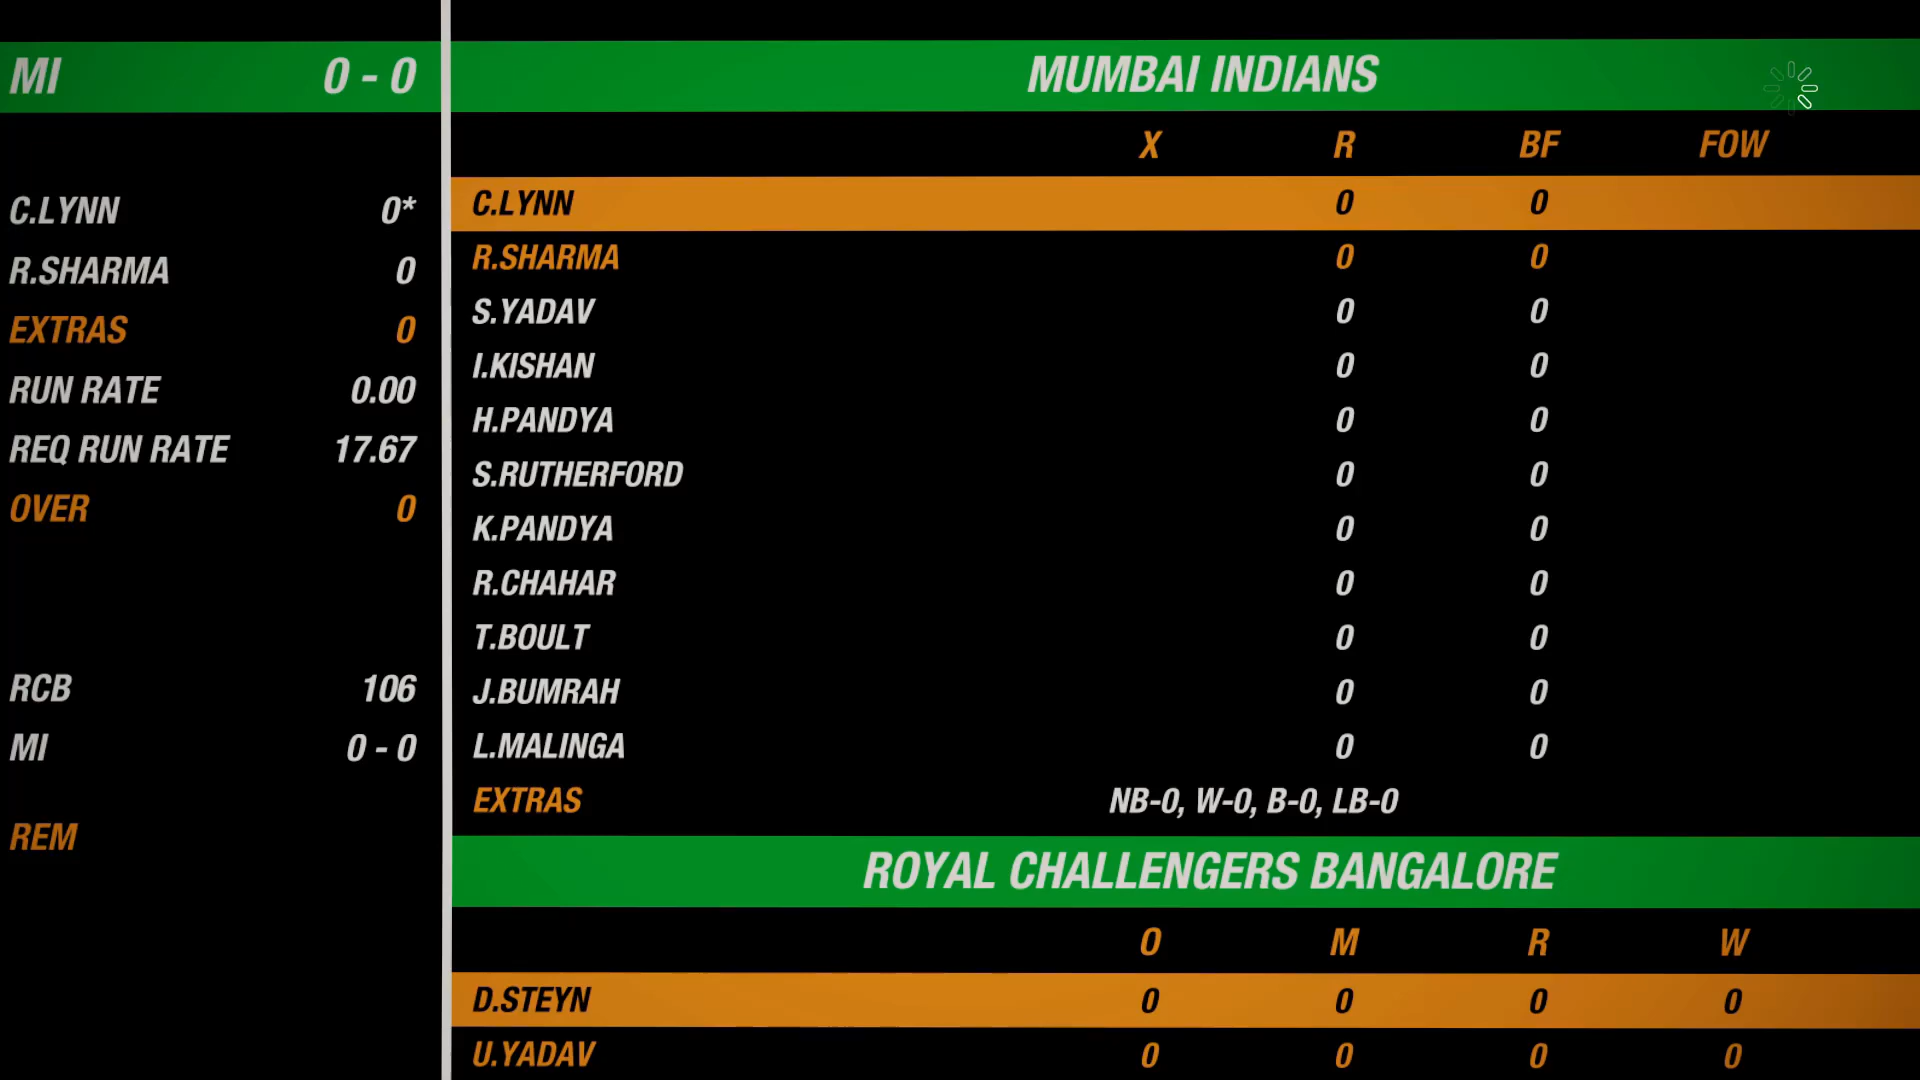 MI 0 - 0
C.LYNN 0*
R.SHARMA 0
EXTRAS 0
RUN RATE 0.00
REQ RUN RATE 17.67
OVER 0
RCB 106
MI 0 - 0
REM
MUMBAI INDIANS
X R BF FOW
C.LYNN 0 0
R.SHARMA 0 0
S.YADAV 0 0
I.KISHAN 0 0
H.PANDYA 0 0
S.RUTHERFORD 0 0
K.PANDYA 0 0
R.CHAHAR 0 0
T.BOULT 0 0
J.BUMRAH 0 0
L.MALINGA 0 0
EXTRAS NB-0, W-0, B-0, LB-0
ROYAL CHALLENGERS BANGALORE
O M R W
D.STEYN 0 0 0 0
U.YADAV 0 0 0 0